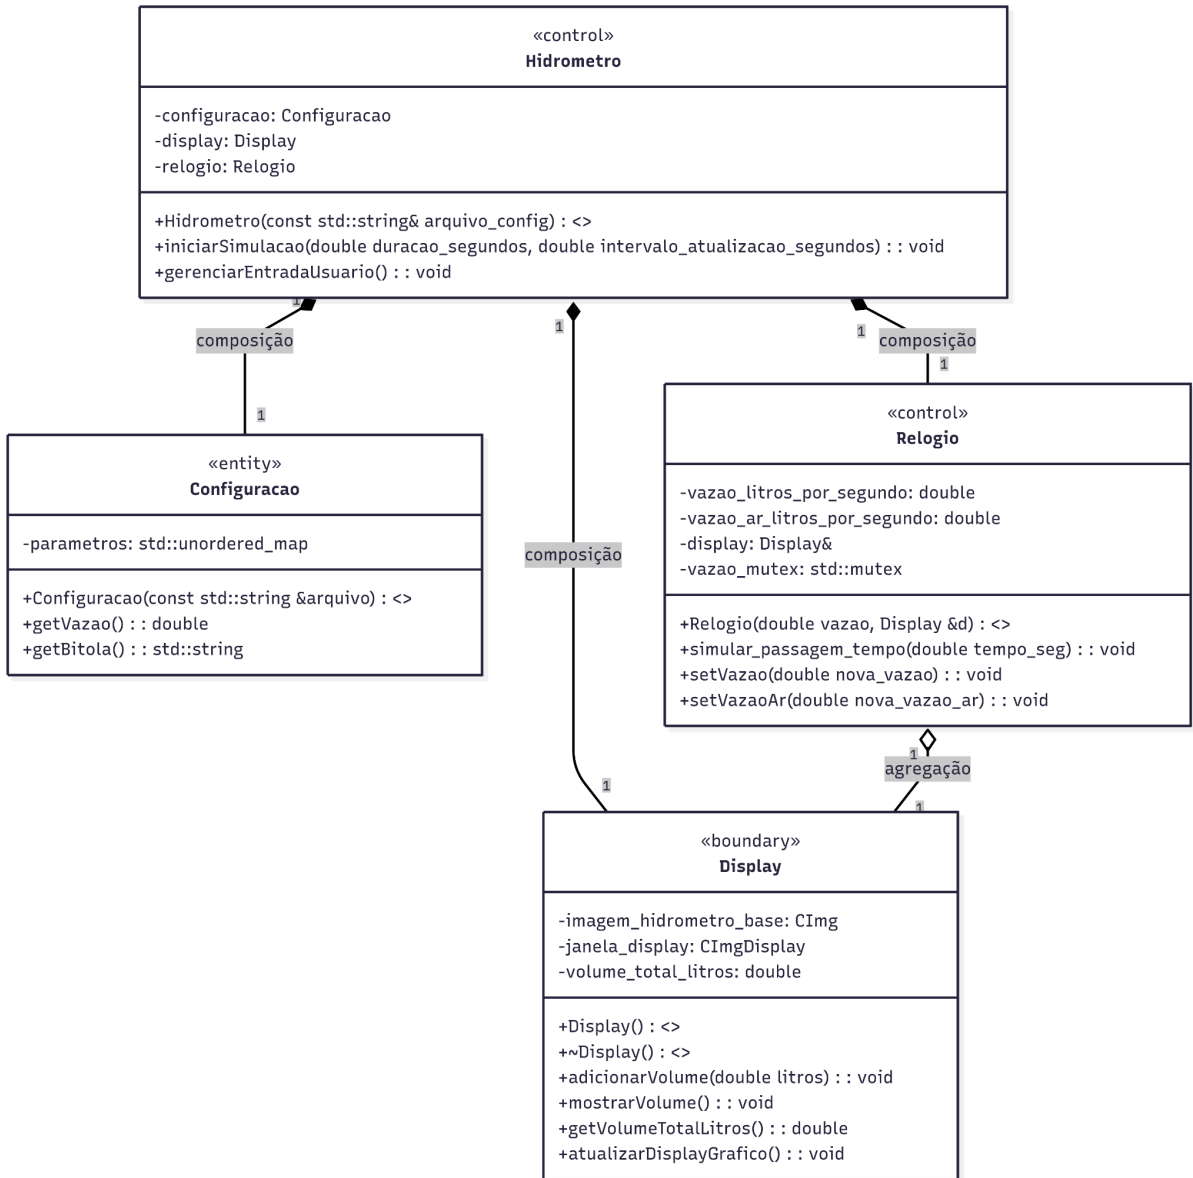 «control»
Hidrometro
-configuracao: Configuracao
-display: Display
-relogio: Relogio
+Hidrometro(const std::string& arquivo_config) : <>
+iniciarSimulacao(double duracao_segundos, double intervalo_atualizacao_segundos) : : void
+gerenciarEntradaUsuario() : : void
1
composição
1
1
composição
1
1
composição
1
«entity»
Configuracao
-parametros: std::unordered_map
+Configuracao(const std::string &arquivo) : <>
+getVazao() : : double
+getBitola() : : std::string
«control»
Relogio
-vazao_litros_por_segundo: double
-vazao_ar_litros_por_segundo: double
-display: Display&
-vazao_mutex: std::mutex
+Relogio(double vazao, Display &d) : <>
+simular_passagem_tempo(double tempo_seg) : : void
+setVazao(double nova_vazao) : : void
+setVazaoAr(double nova_vazao_ar) : : void
1
agregação
1
«boundary»
Display
-imagem_hidrometro_base: CImg
-janela_display: CImgDisplay
-volume_total_litros: double
+Display() : <>
+~Display() : <>
+adicionarVolume(double litros) : : void
+mostrarVolume() : : void
+getVolumeTotalLitros() : : double
+atualizarDisplayGrafico() : : void